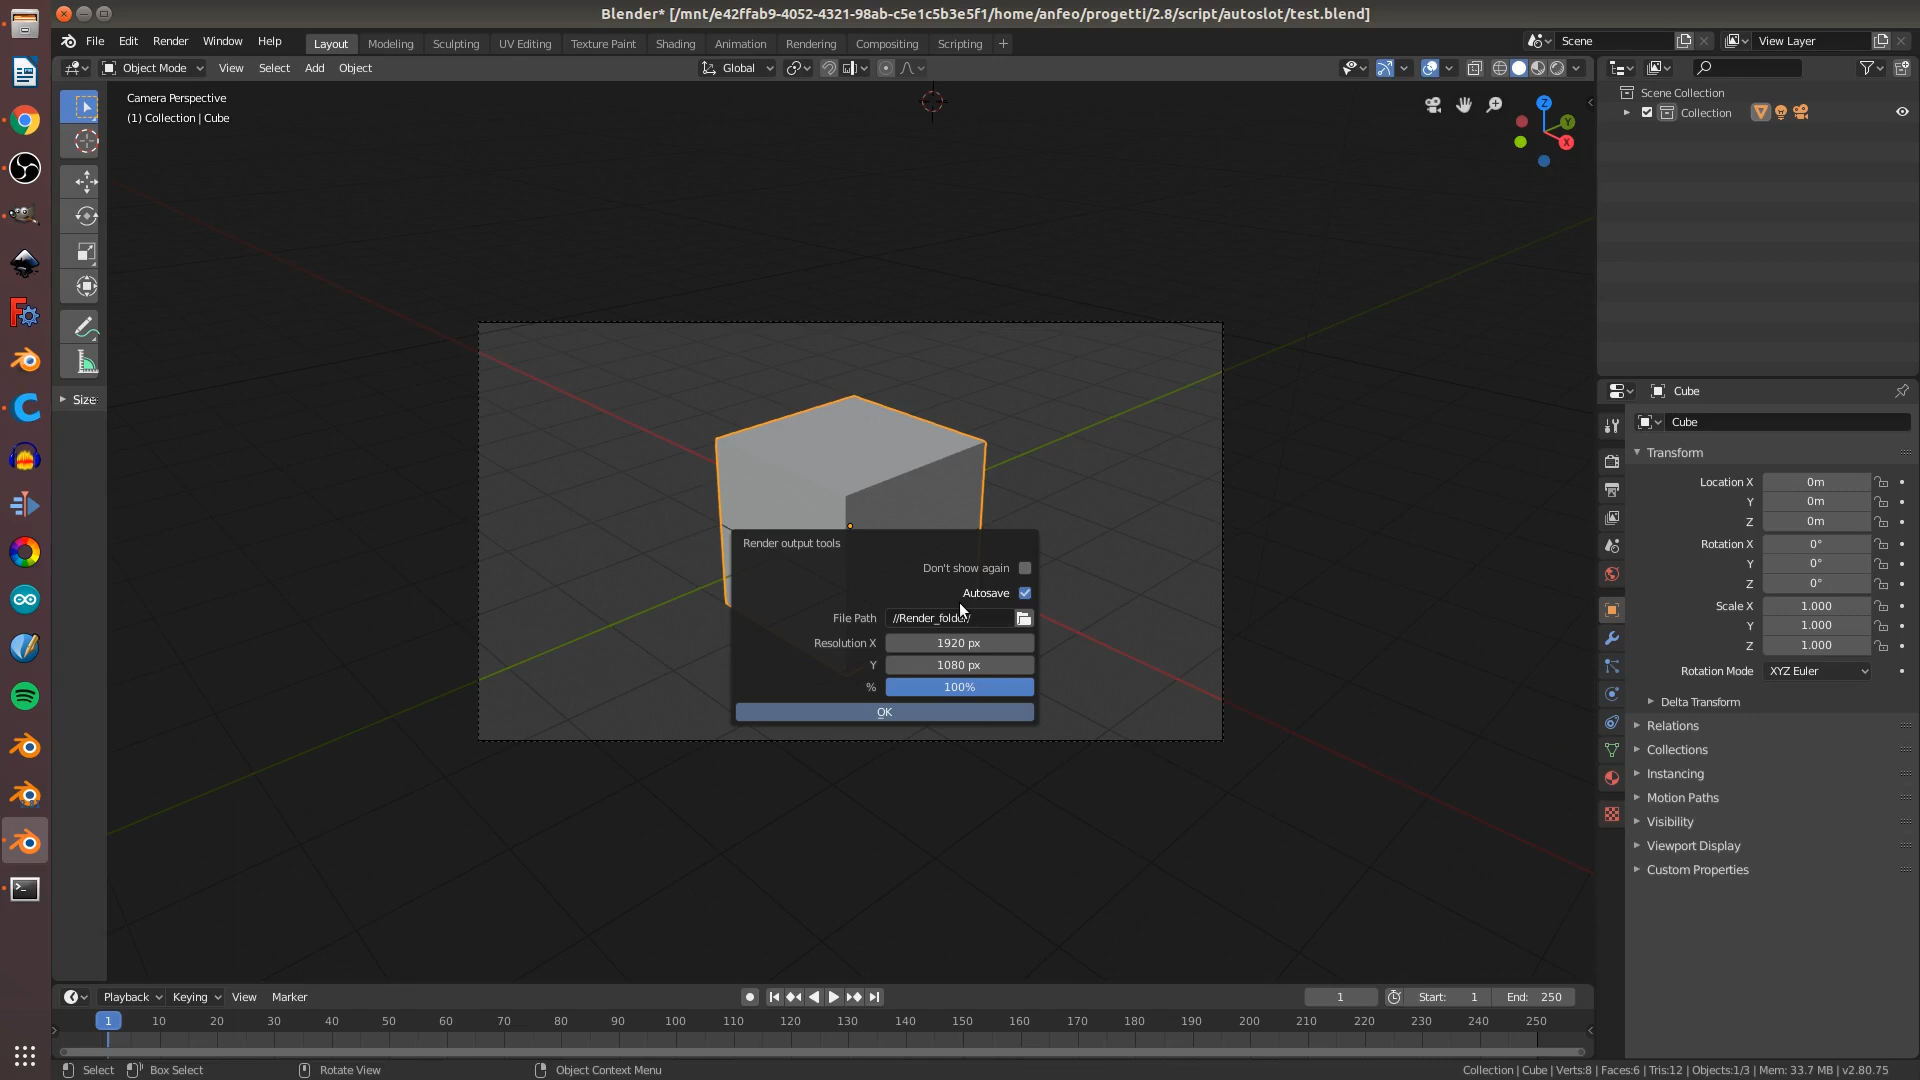 Blender* [/mnt/e42ffab9-4052-4321-98ab-c5e1c5b3e5f1/home/anfeo/progetti/2.8/script/autoslot/test.blend]
File Edit Render Window Help Layout Modeling Sculpting UV Editing Texture Paint Shading Animation Rendering Compositing Scripting + Scene View Layer
Object Mode View Select Add Object Global
Camera Perspective
(1) Collection | Cube
Z
Y
X
Size
Scene Collection
Collection
Render output tools
Don't show again
Autosave
File Path //Render_folder/
Resolution X 1920 px
Y 1080 px
% 100%
OK
Cube
Cube
Transform
Location X 0m
Y 0m
Z 0m
Rotation X 0°
Y 0°
Z 0°
Scale X 1.000
Y 1.000
Z 1.000
Rotation Mode XYZ Euler
Delta Transform
Relations
Collections
Instancing
Motion Paths
Visibility
Viewport Display
Custom Properties
Playback Keying View Marker 1 Start: 1 End: 250
1 10 20 30 40 50 60 70 80 90 100 110 120 130 140 150 160 170 180 190 200 210 220 230 240 250
Select Box Select Rotate View Object Context Menu Collection | Cube | Verts:8 | Faces:6 | Tris:12 | Objects:1/3 | Mem: 33.7 MB | v2.80.75